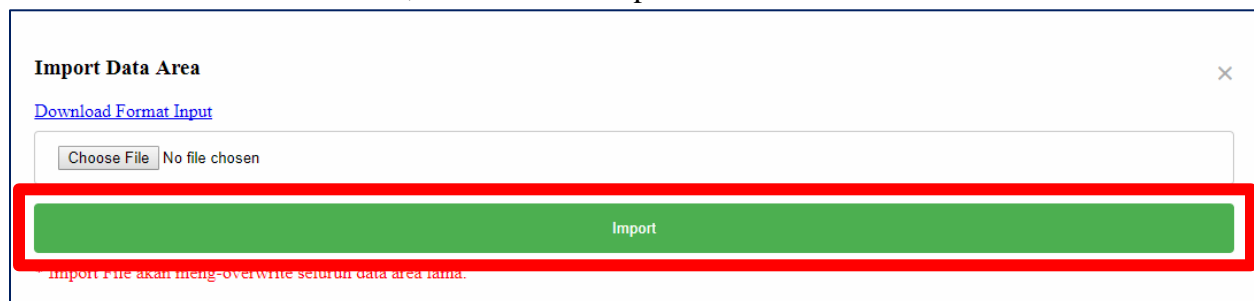 Import Data Area
×
Download Format Input
Choose File No file chosen
Import
* Import File akan meng-overwrite seluruh data area lama.